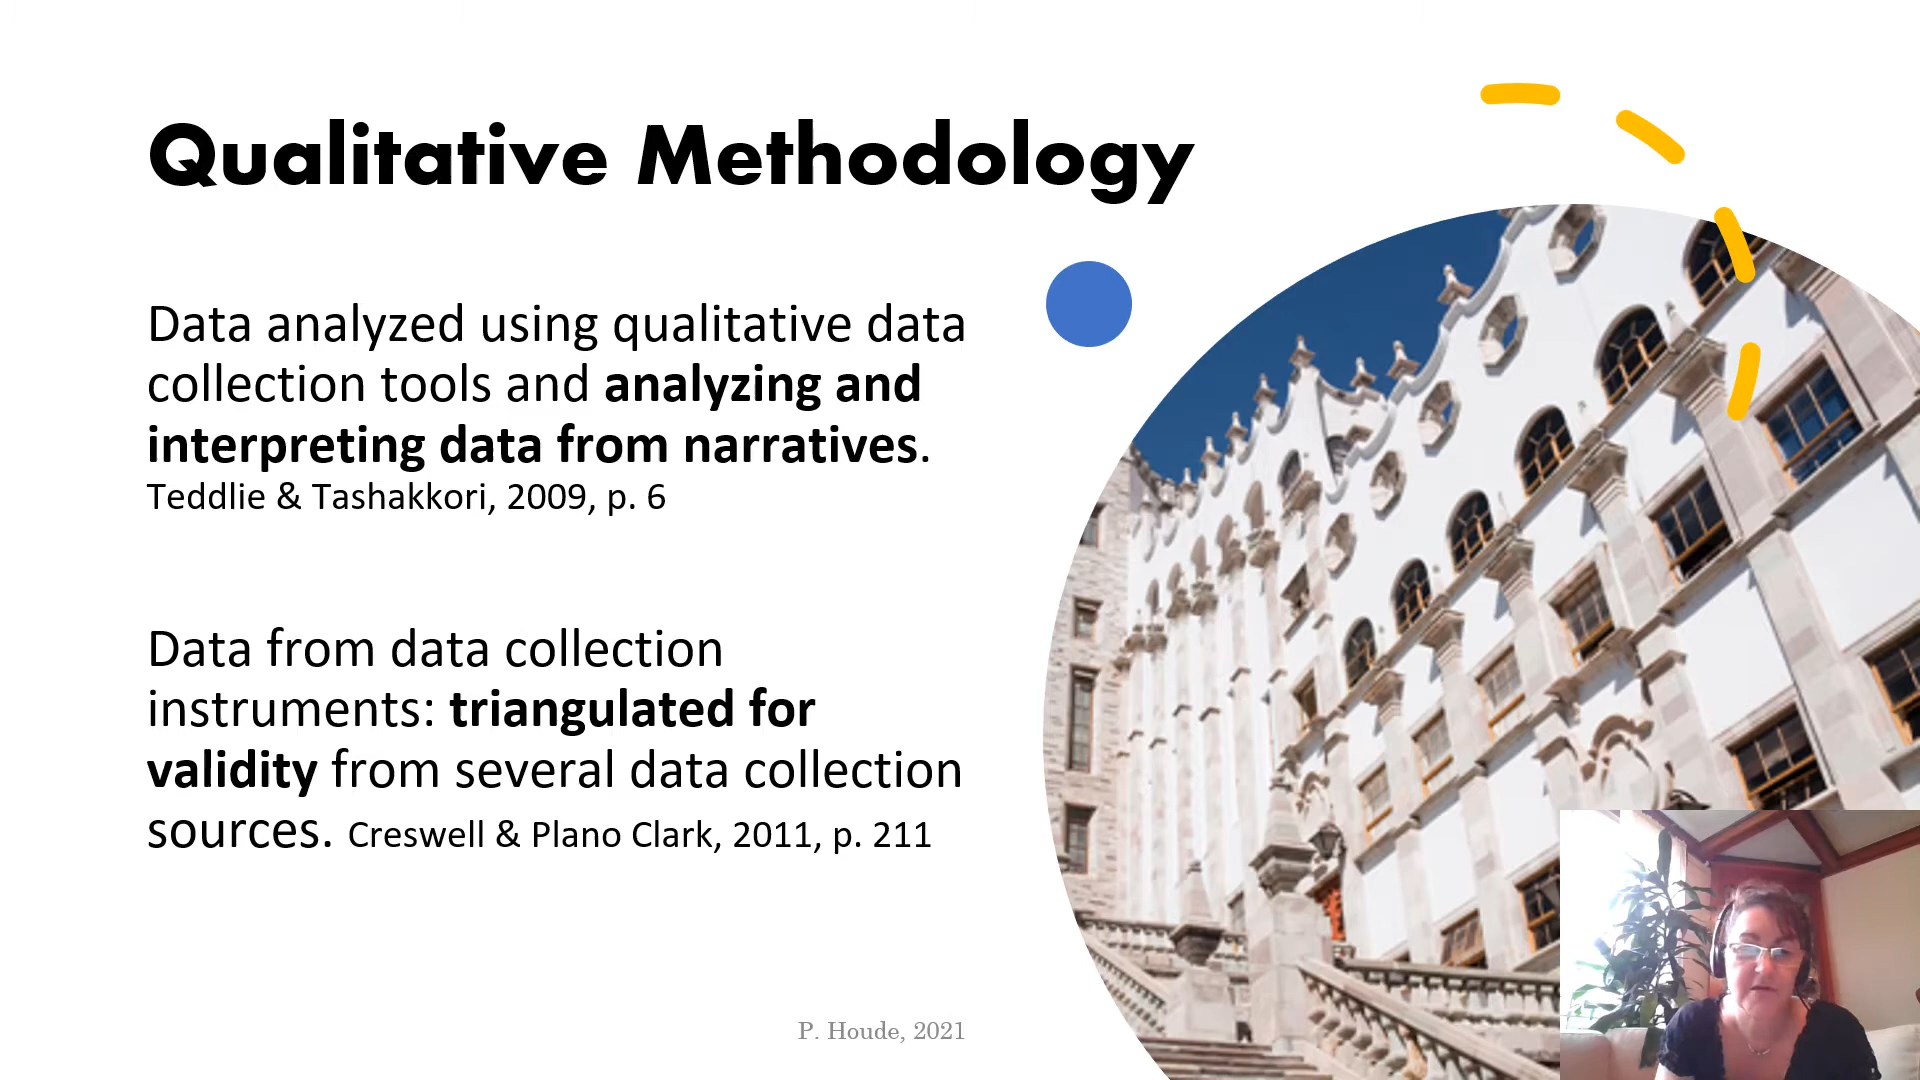 Qualitative Methodology
Data analyzed using qualitative data
collection tools and analyzing and
interpreting data from narratives.
Teddlie & Tashakkori, 2009, p. 6
Data from data collection
instruments: triangulated for
validity from several data collection
sources. Creswell & Plano Clark, 2011, p. 211
P. Houde, 2021